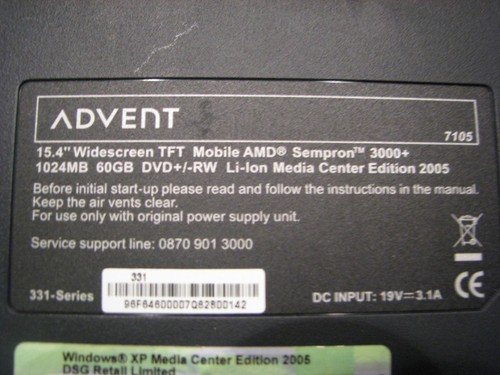 ADVENT
7105
15.4" Widescreen TFT Mobile AMD® Sempron™ 3000+
1024MB 60GB DVD+/-RW Li-Ion Media Center Edition 2005
Before initial start-up please read and follow the instructions in the manual.
Keep the air vents clear.
For use only with original power supply unit.
Service support line: 0870 901 3000
331
331-Series
96F64600007Q62800142
DC INPUT: 19V⎓3.1A
CE
Windows® XP Media Center Edition 2005
DSG Retail Limited